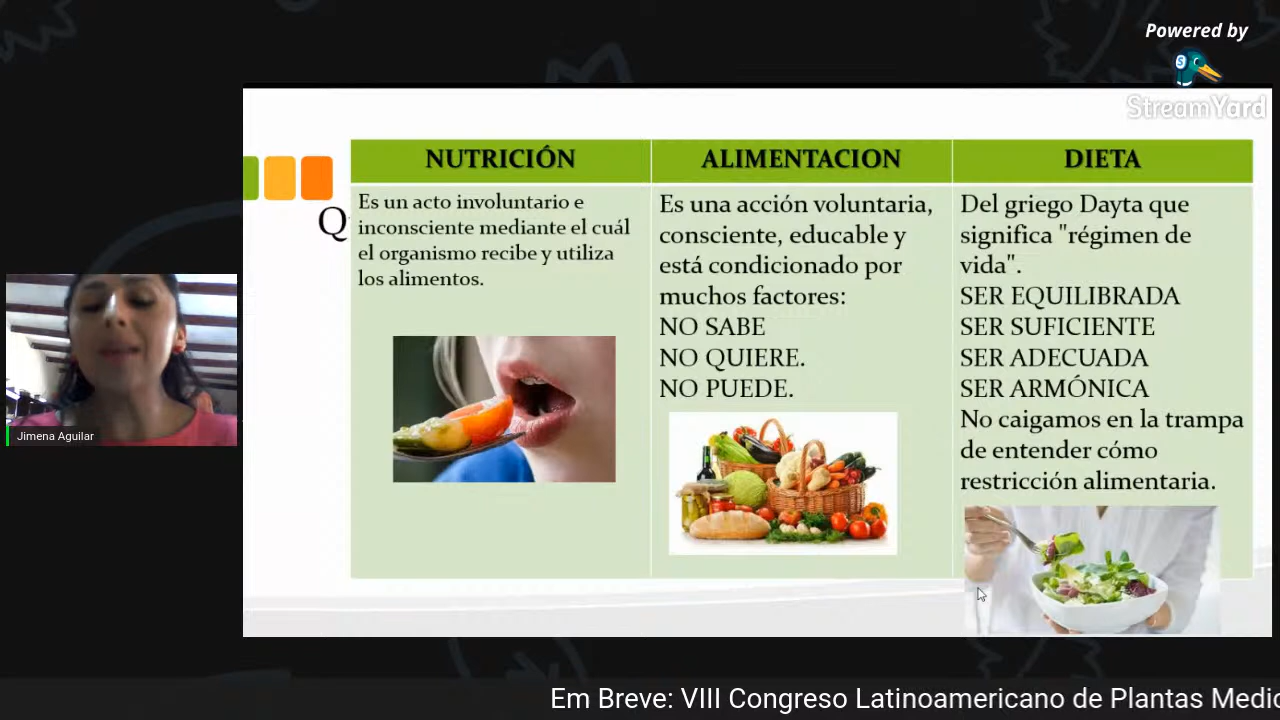 Powered by
StreamYard
NUTRICIÓN
Es un acto involuntario e
inconsciente mediante el cuál
el organismo recibe y utiliza
los alimentos.
ALIMENTACION
Es una acción voluntaria,
consciente, educable y
está condicionado por
muchos factores:
NO SABE
NO QUIERE.
NO PUEDE.
DIETA
Del griego Dayta que
significa "régimen de
vida".
SER EQUILIBRADA
SER SUFICIENTE
SER ADECUADA
SER ARMÓNICA
No caigamos en la trampa
de entender cómo
restricción alimentaria.
Q
Jimena Aguilar
Em Breve: VIII Congreso Latinoamericano de Plantas Medic